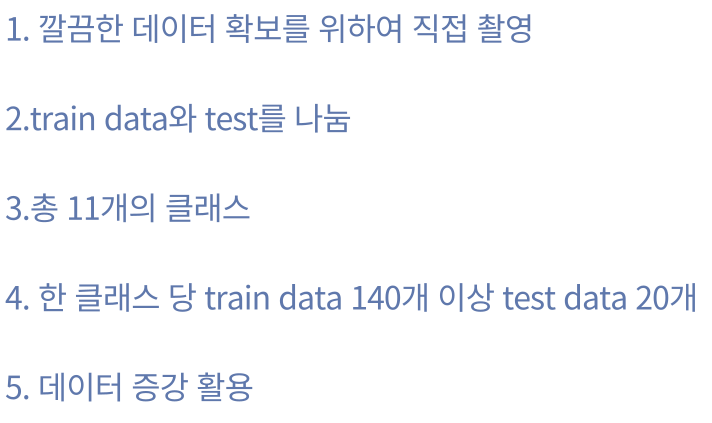 1. 깔끔한 데이터 확보를 위하여 직접 촬영
2.train data와 test를 나눔
3.총 11개의 클래스
4. 한 클래스 당 train data 140개 이상 test data 20개
5. 데이터 증강 활용